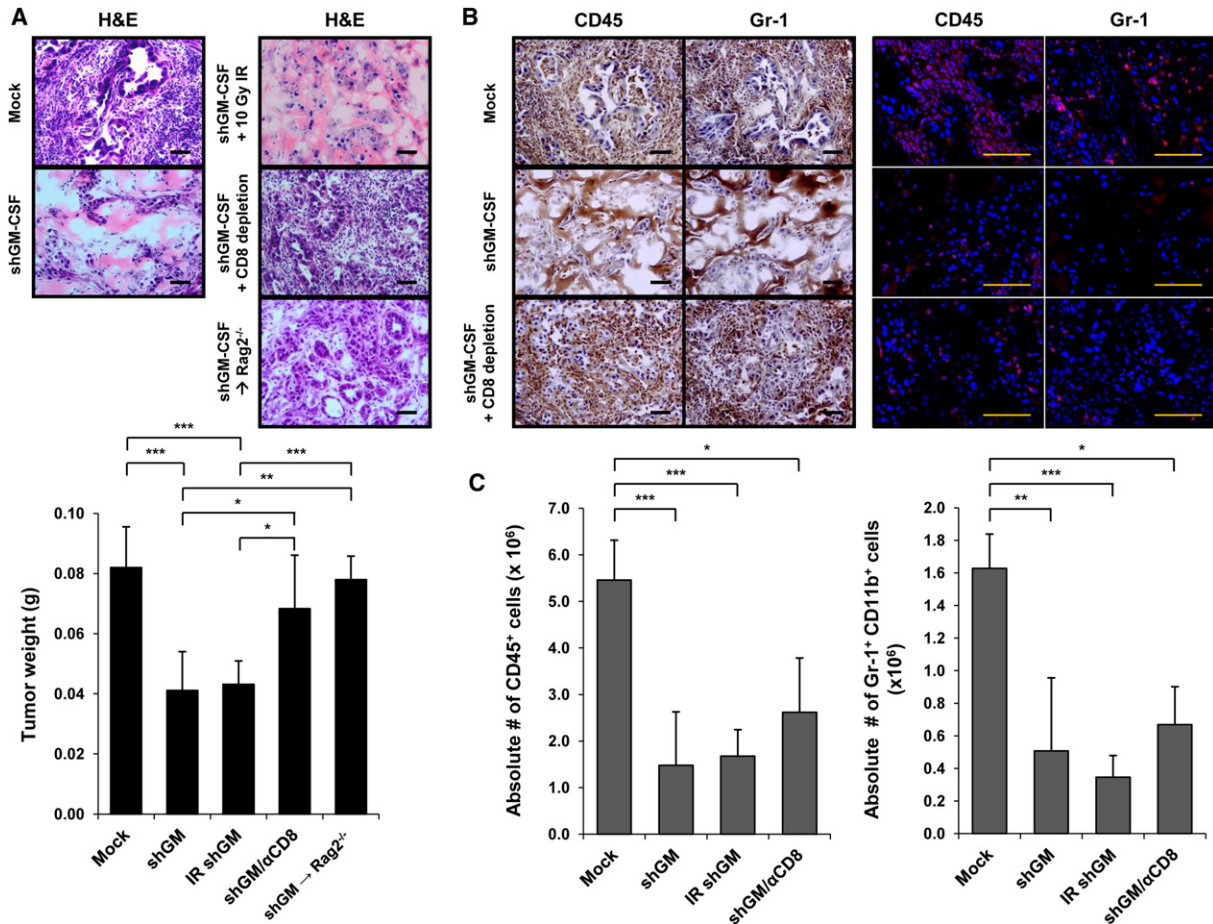 A
H&E
H&E
Mock
shGM-CSF
shGM-CSF
+ 10 Gy IR
shGM-CSF
+ CD8 depletion
shGM-CSF
→ Rag2-/-
***
***
***
**
*
*
Tumor weight (g)
0.10
0.08
0.06
0.04
0.02
0.00
Mock
shGM
IR shGM
shGM/αCD8
shGM → Rag2-/-
B
CD45
Gr-1
CD45
Gr-1
Mock
shGM-CSF
shGM-CSF
+ CD8 depletion
C
*
***
***
Absolute # of CD45+ cells (x 10^6)
7.0
6.0
5.0
4.0
3.0
2.0
1.0
0.0
Mock
shGM
IR shGM
shGM/αCD8
*
***
**
Absolute # of Gr-1+ CD11b+ cells
(x10^6)
2.0
1.8
1.6
1.4
1.2
1.0
0.8
0.6
0.4
0.2
0.0
Mock
shGM
IR shGM
shGM/αCD8